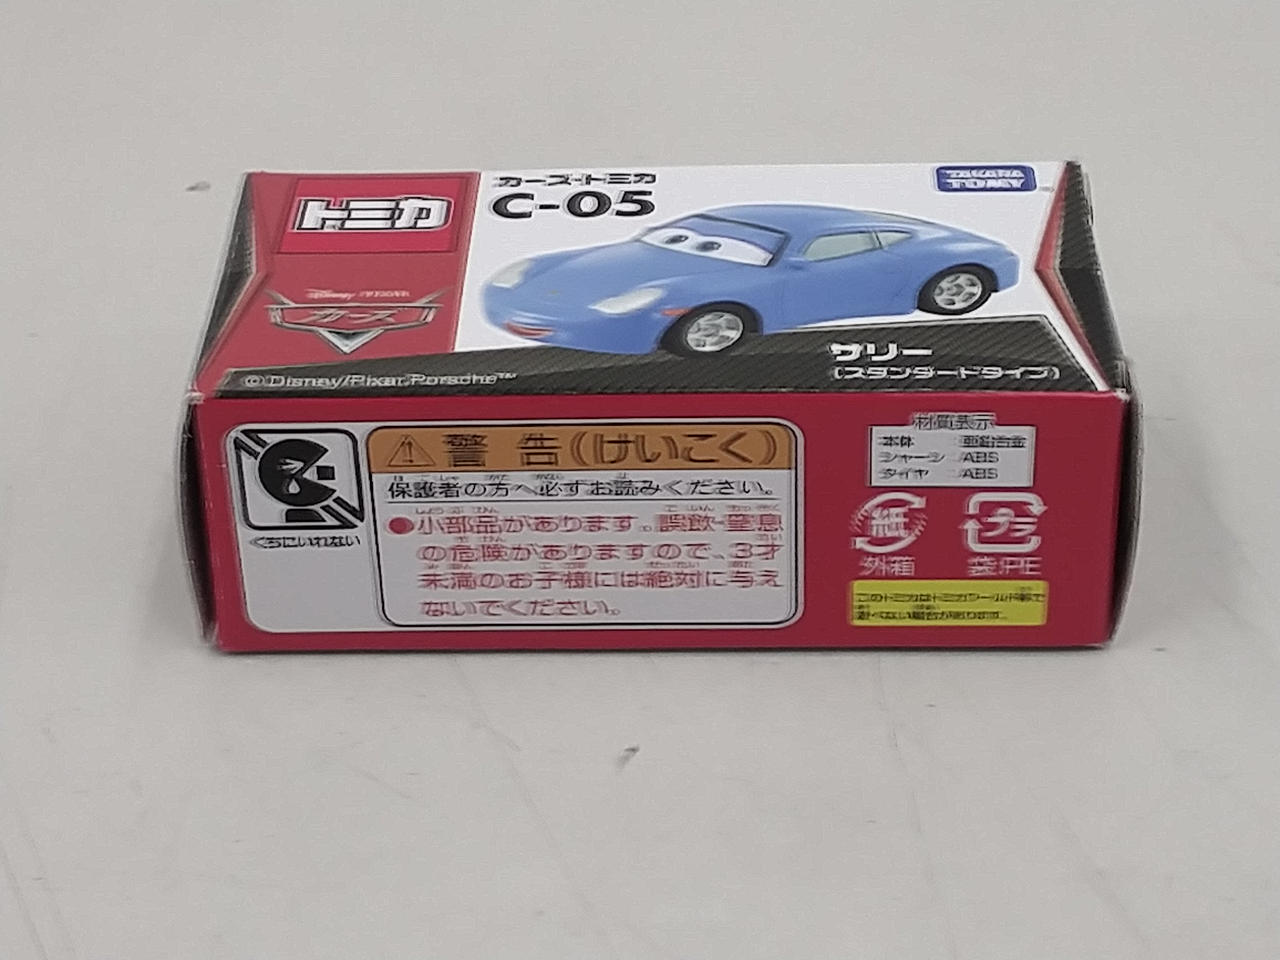 カーズ・トミカ
C-05
TAKARA
TOMY
トミカ
Disney PIXAR
カーズ
サリー
(スタンダードタイプ)
©Disney/Pixar, Porsche™
警告(けいこく)
保護者の方へ必ずお読みください。
●小部品があります。誤飲・窒息
の危険がありますので、3才
未満のお子様には絶対に与え
ないでください。
くちにいれない
材質表示
本体 :亜鉛合金
シャーシ :ABS
タイヤ :ABS
紙
プラ
外箱
袋:PE
このトミカはトミカワールド等で
遊べない場合があります。